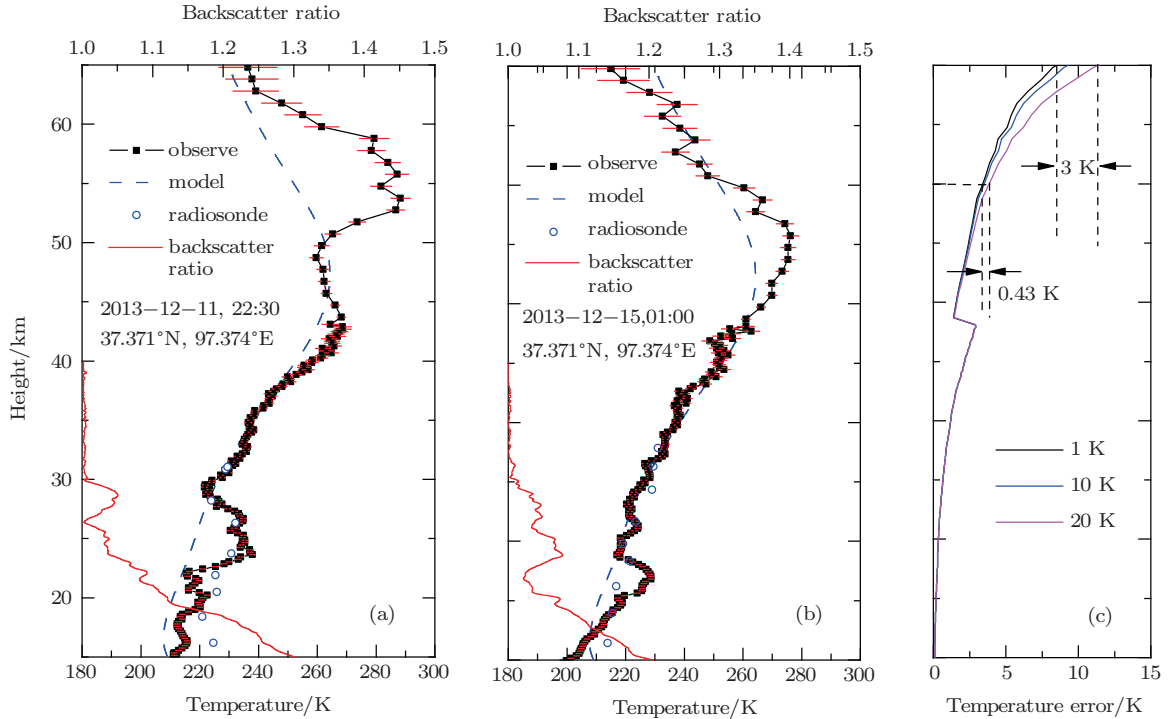 Backscatter ratio
1.0 1.1 1.2 1.3 1.4 1.5
Height/km
60
50
40
30
20
observe
model
radiosonde
backscatter
ratio
2013−12−11, 22:30
37.371°N, 97.374°E
(a)
180 200 220 240 260 280 300
Temperature/K
Backscatter ratio
1.0 1.1 1.2 1.3 1.4 1.5
observe
model
radiosonde
backscatter
ratio
2013−12−15,01:00
37.371°N, 97.374°E
(b)
180 200 220 240 260 280 300
Temperature/K
3 K
0.43 K
1 K
10 K
20 K
(c)
0 5 10 15
Temperature error/K